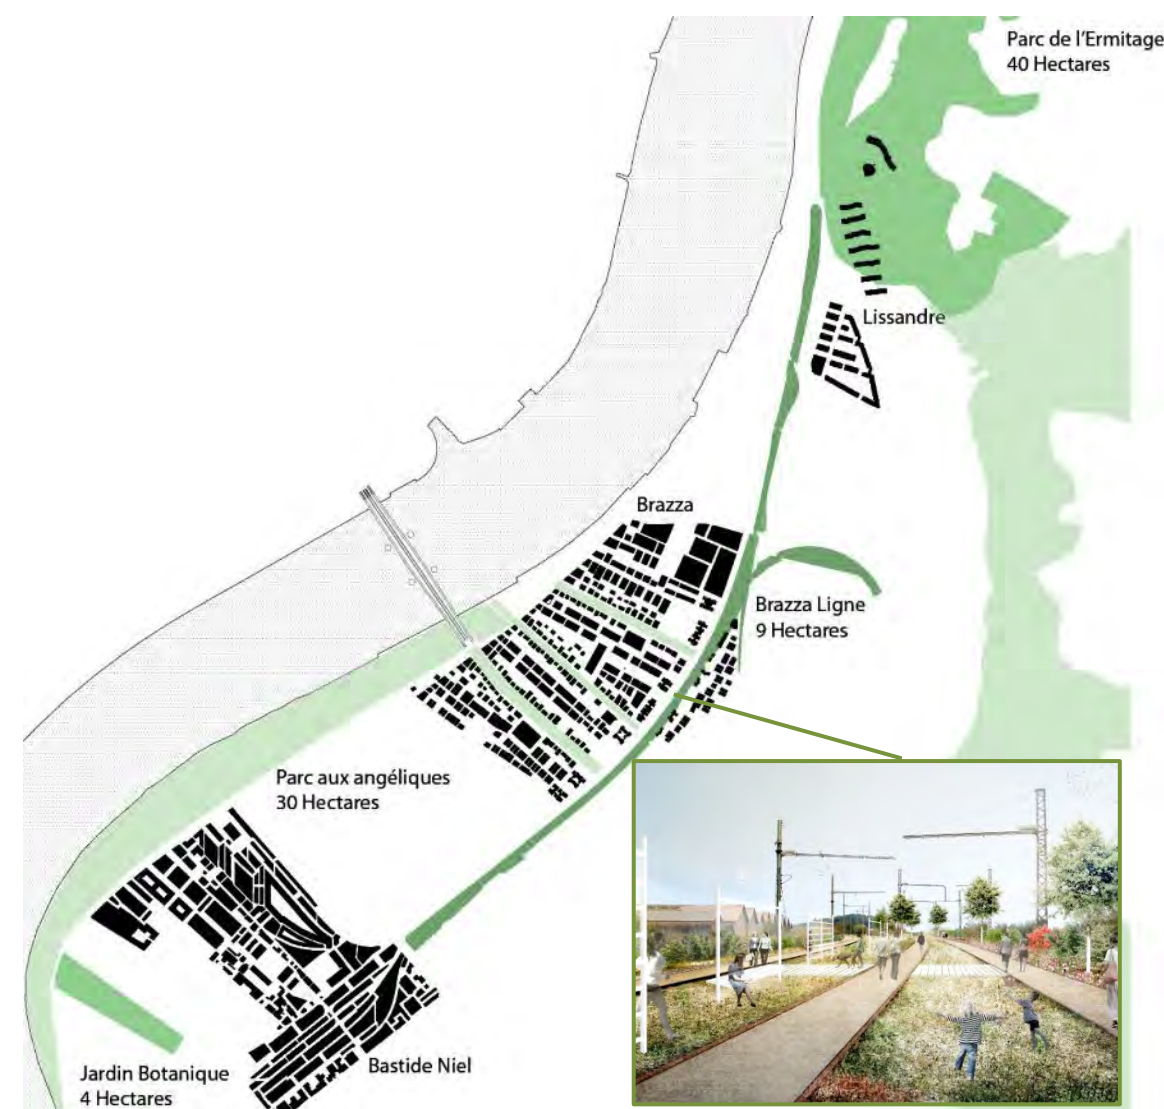 Parc de l'Ermitage
40 Hectares
Lissandre
Brazza
Brazza Ligne
9 Hectares
Parc aux angéliques
30 Hectares
Bastide Niel
Jardin Botanique
4 Hectares